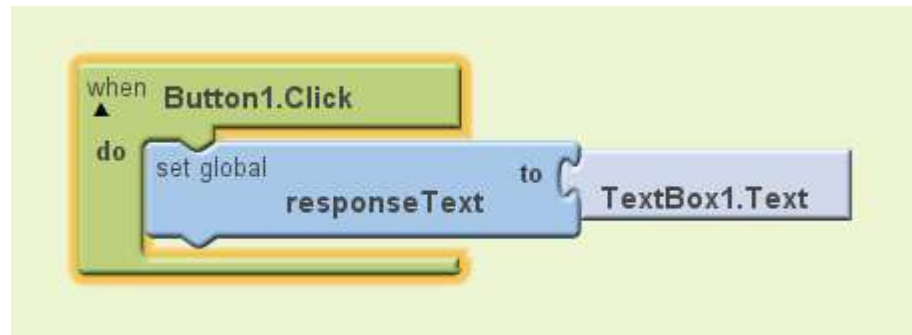 when Button1.Click
do set global to
responseText TextBox1.Text